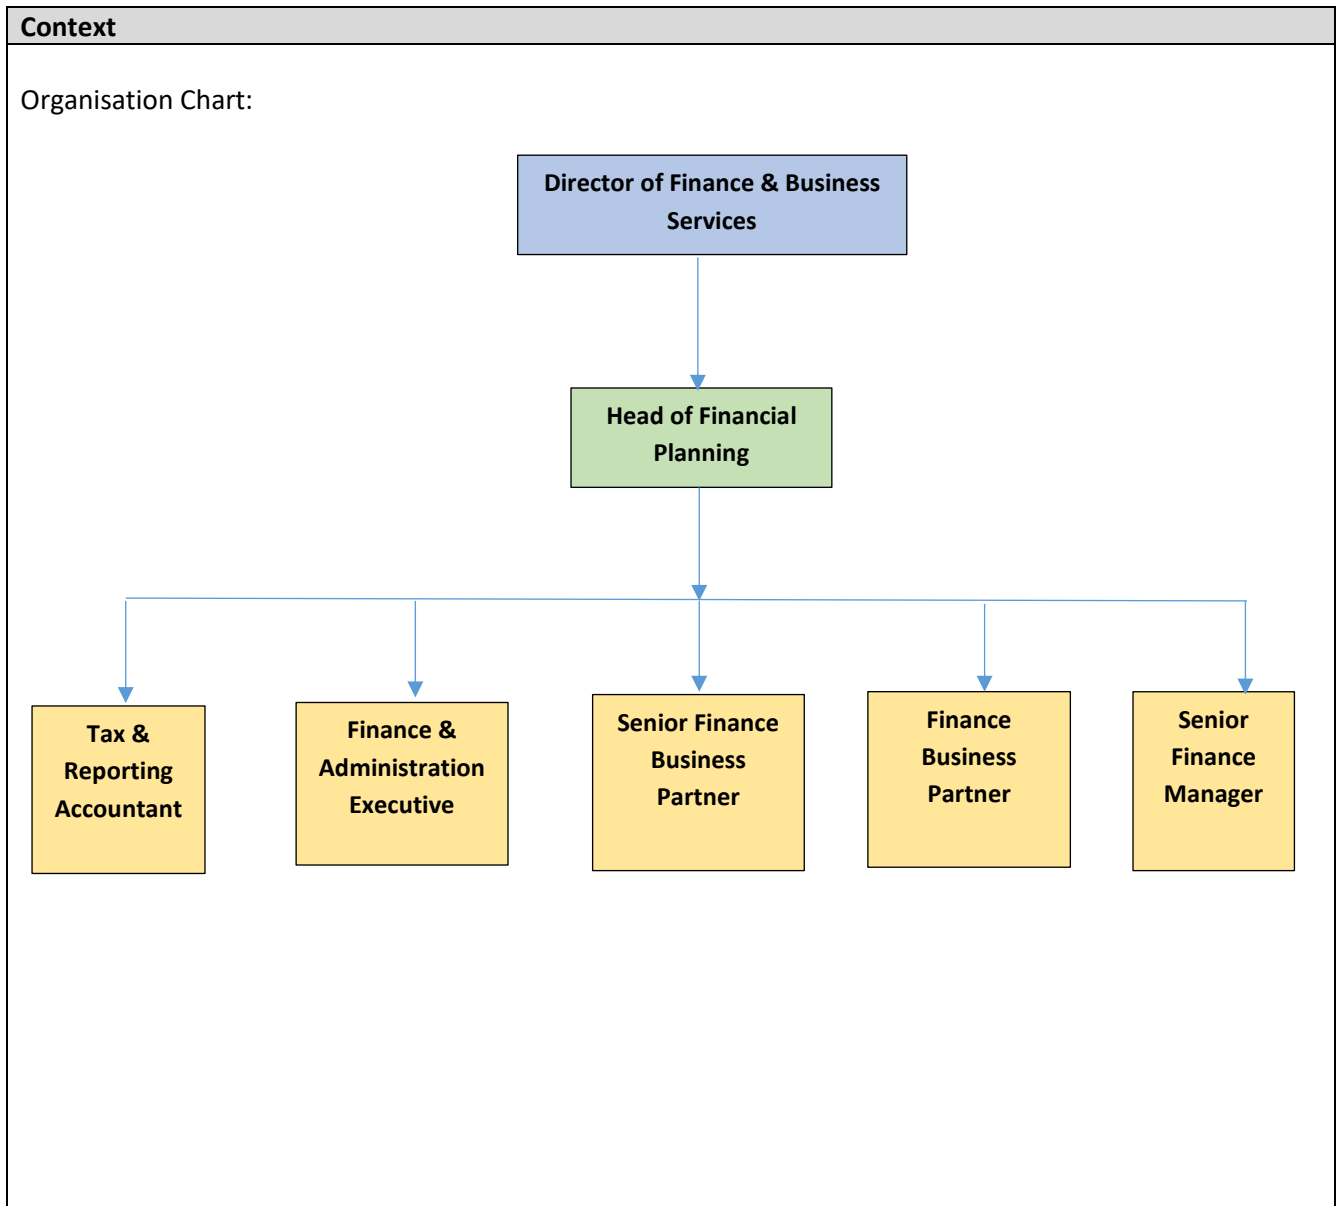 Context
Organisation Chart:
Director of Finance & Business
Services
Head of Financial
Planning
Tax &
Reporting
Accountant
Finance &
Administration
Executive
Senior Finance
Business
Partner
Finance
Business
Partner
Senior
Finance
Manager